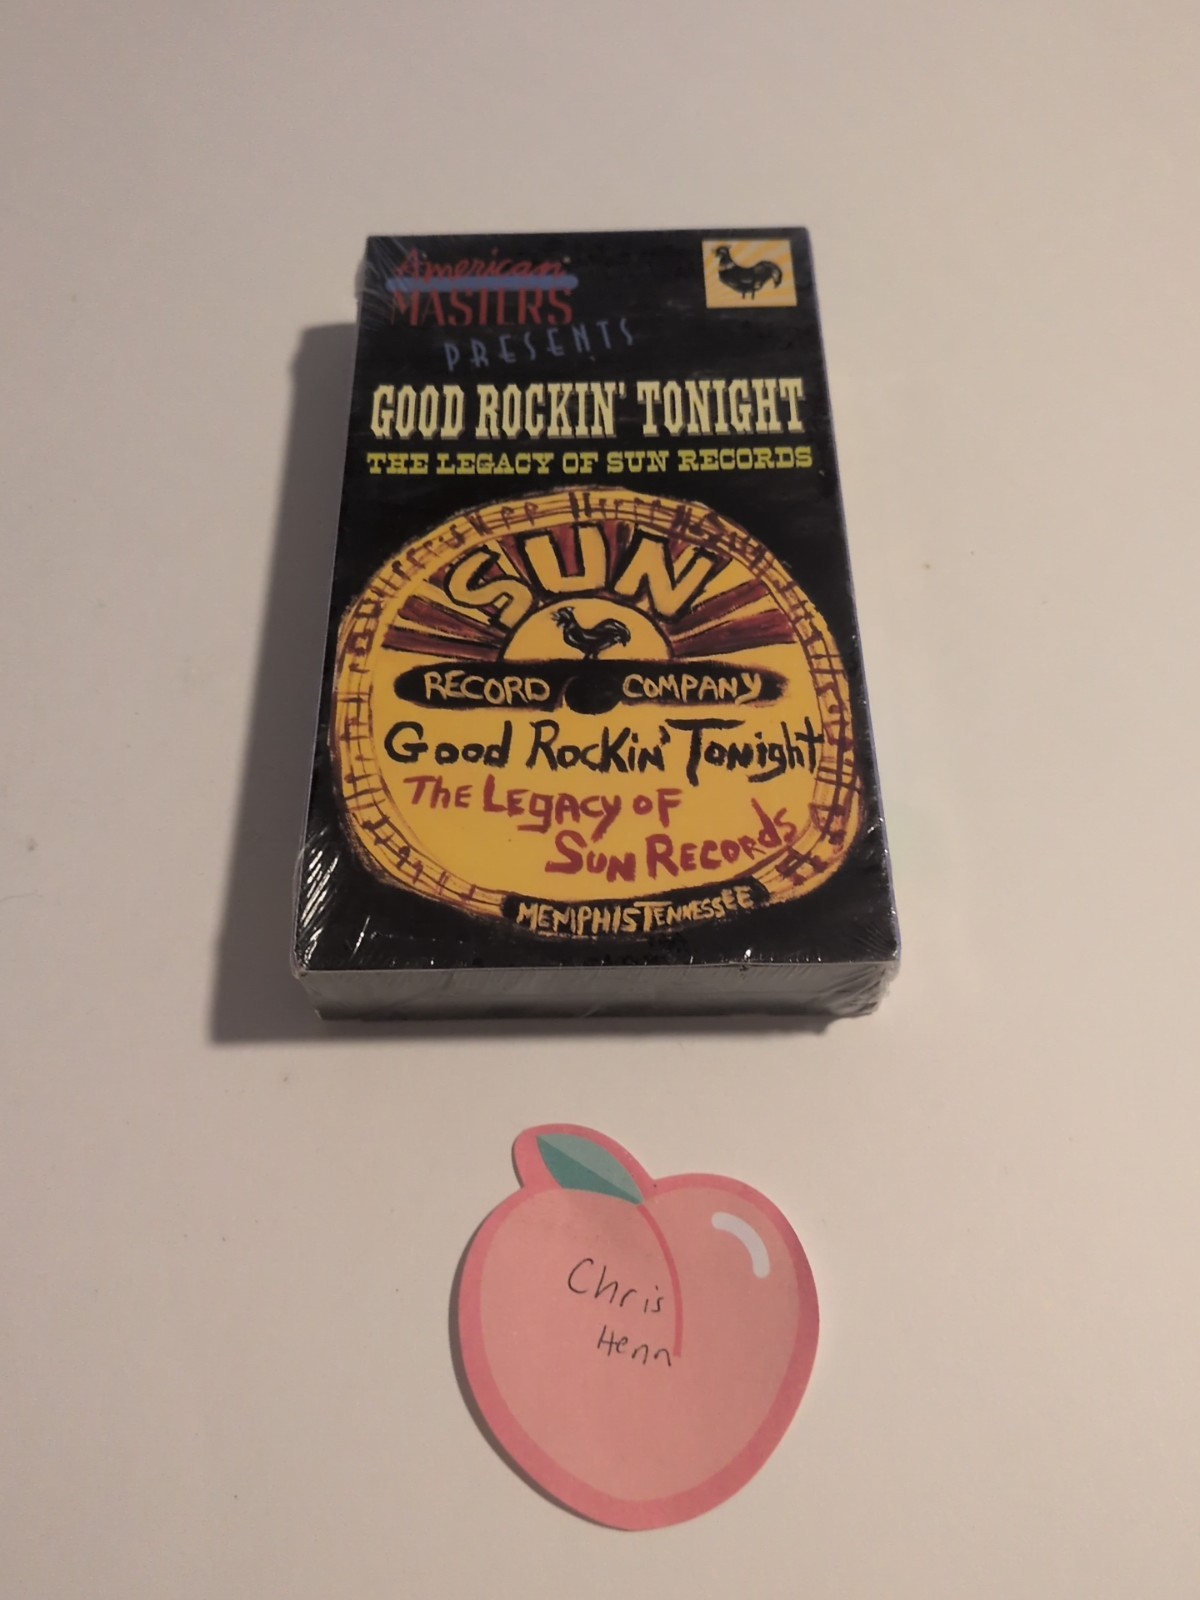 American
MASTERS
PRESENTS
GOOD ROCKIN' TONIGHT
THE LEGACY OF SUN RECORDS
SUN
RECORD COMPANY
Good Rockin' Tonight
The Legacy of
Sun Records
MEMPHIS TENNESSEE
Chris
Henn